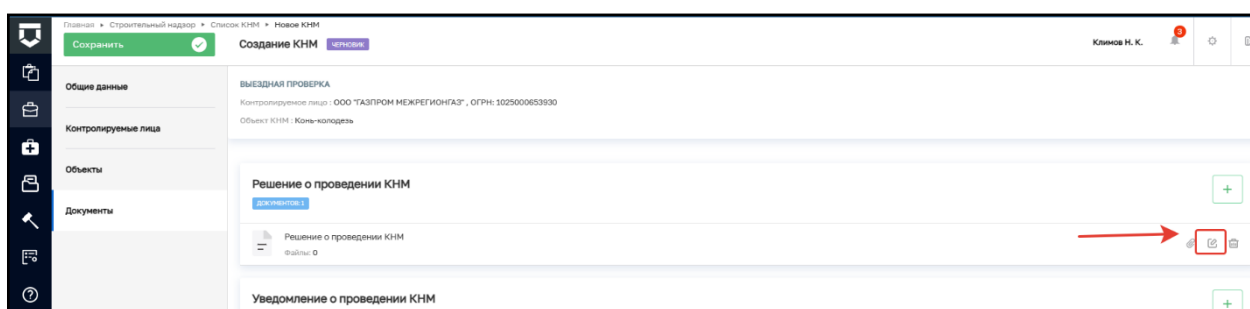 Главная ▸ Строительный надзор ▸ Список КНМ ▸ Новое КНМ
Сохранить
Создание КНМ ЧЕРНОВИК
Климов Н. К.
3
Общие данные
Контролируемые лица
Объекты
Документы
ВЫЕЗДНАЯ ПРОВЕРКА
Контролируемое лицо : ООО "ГАЗПРОМ МЕЖРЕГИОНГАЗ" , ОГРН: 1025000653930
Объект КНМ : Конь-колодезь
Решение о проведении КНМ
ДОКУМЕНТОВ: 1
Решение о проведении КНМ
Файлы: 0
Уведомление о проведении КНМ